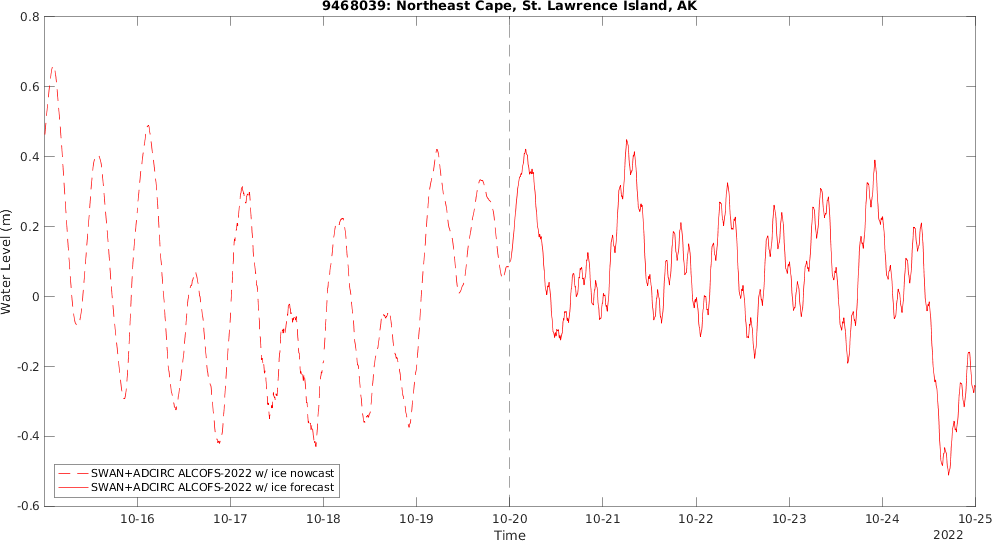 9468039: Northeast Cape, St. Lawrence Island, AK
0.8
0.6
0.4
0.2
0
-0.2
-0.4
-0.6
Water Level (m)
SWAN+ADCIRC ALCOFS-2022 w/ ice nowcast
SWAN+ADCIRC ALCOFS-2022 w/ ice forecast
10-16 10-17 10-18 10-19 10-20 10-21 10-22 10-23 10-24 10-25
Time
2022